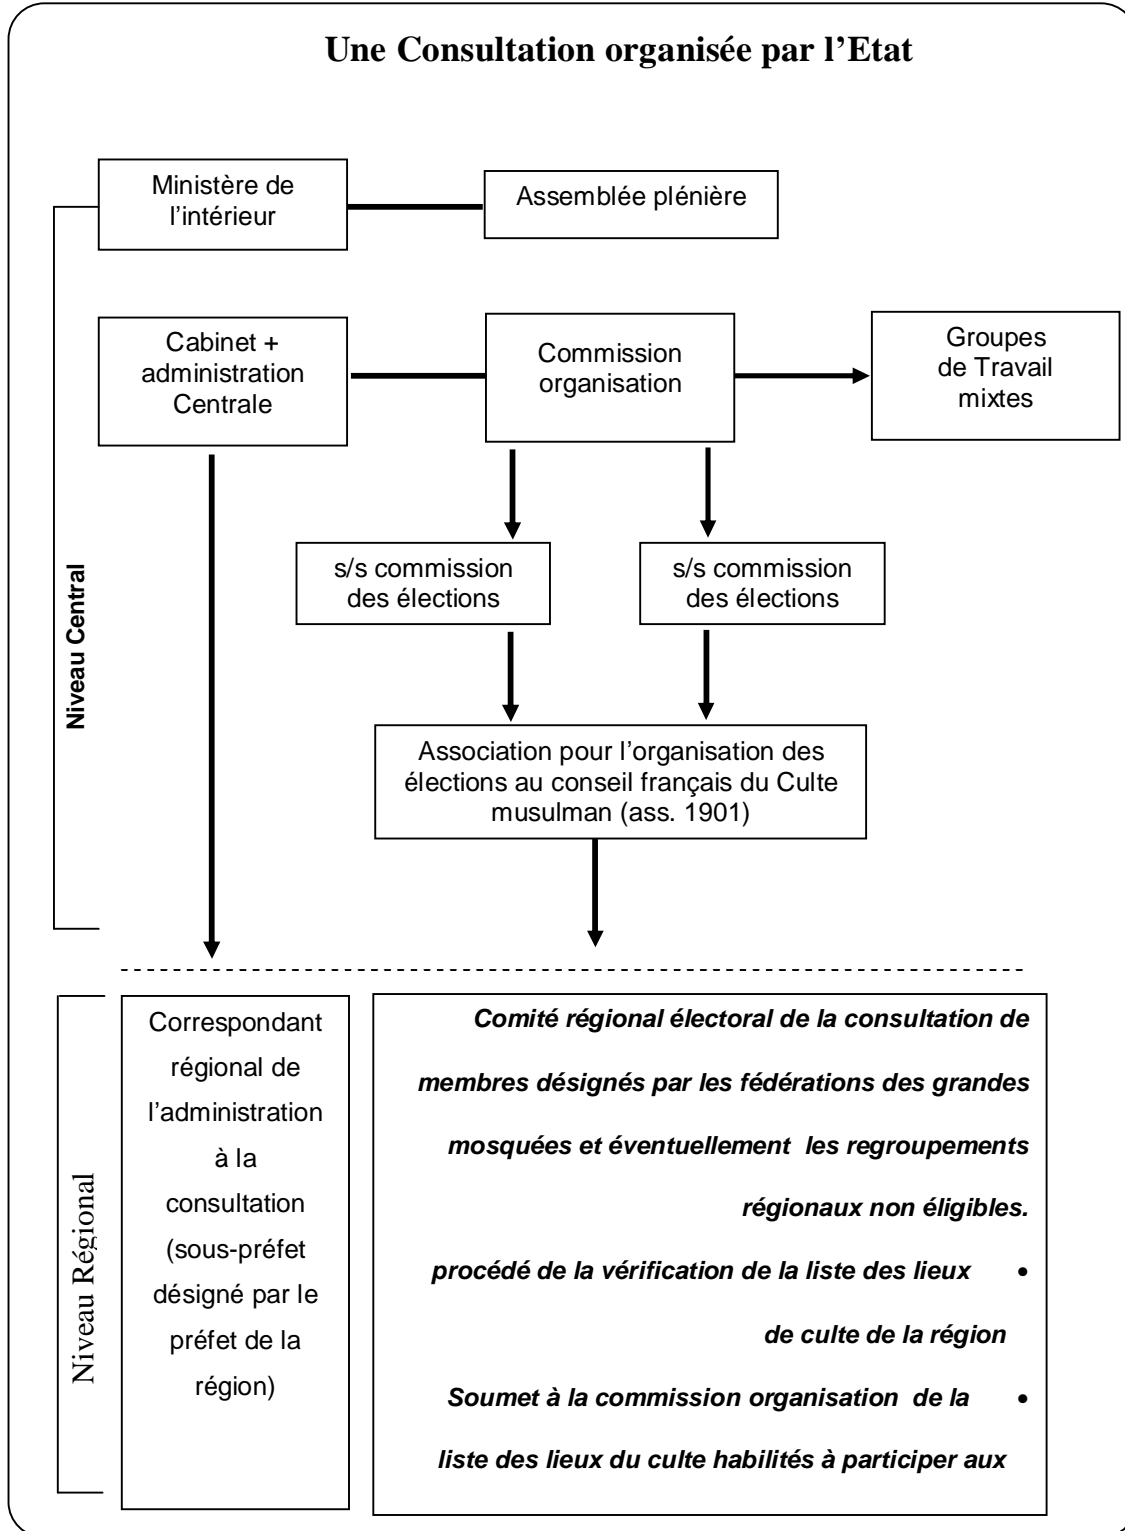 Une Consultation organisée par l’Etat
Ministère de
l’intérieur
Assemblée plénière
Cabinet +
administration
Centrale
Commission
organisation
Groupes
de Travail
mixtes
s/s commission
des élections
s/s commission
des élections
Association pour l’organisation des
élections au conseil français du Culte
musulman (ass. 1901)
Niveau Central
Niveau Régional
Correspondant
régional de
l’administration
à la
consultation
(sous-préfet
désigné par le
préfet de la
région)
Comité régional électoral de la consultation de
membres désignés par les fédérations des grandes
mosquées et éventuellement les regroupements
régionaux non éligibles.
procédé de la vérification de la liste des lieux •
de culte de la région
Soumet à la commission organisation de la •
liste des lieux du culte habilités à participer aux